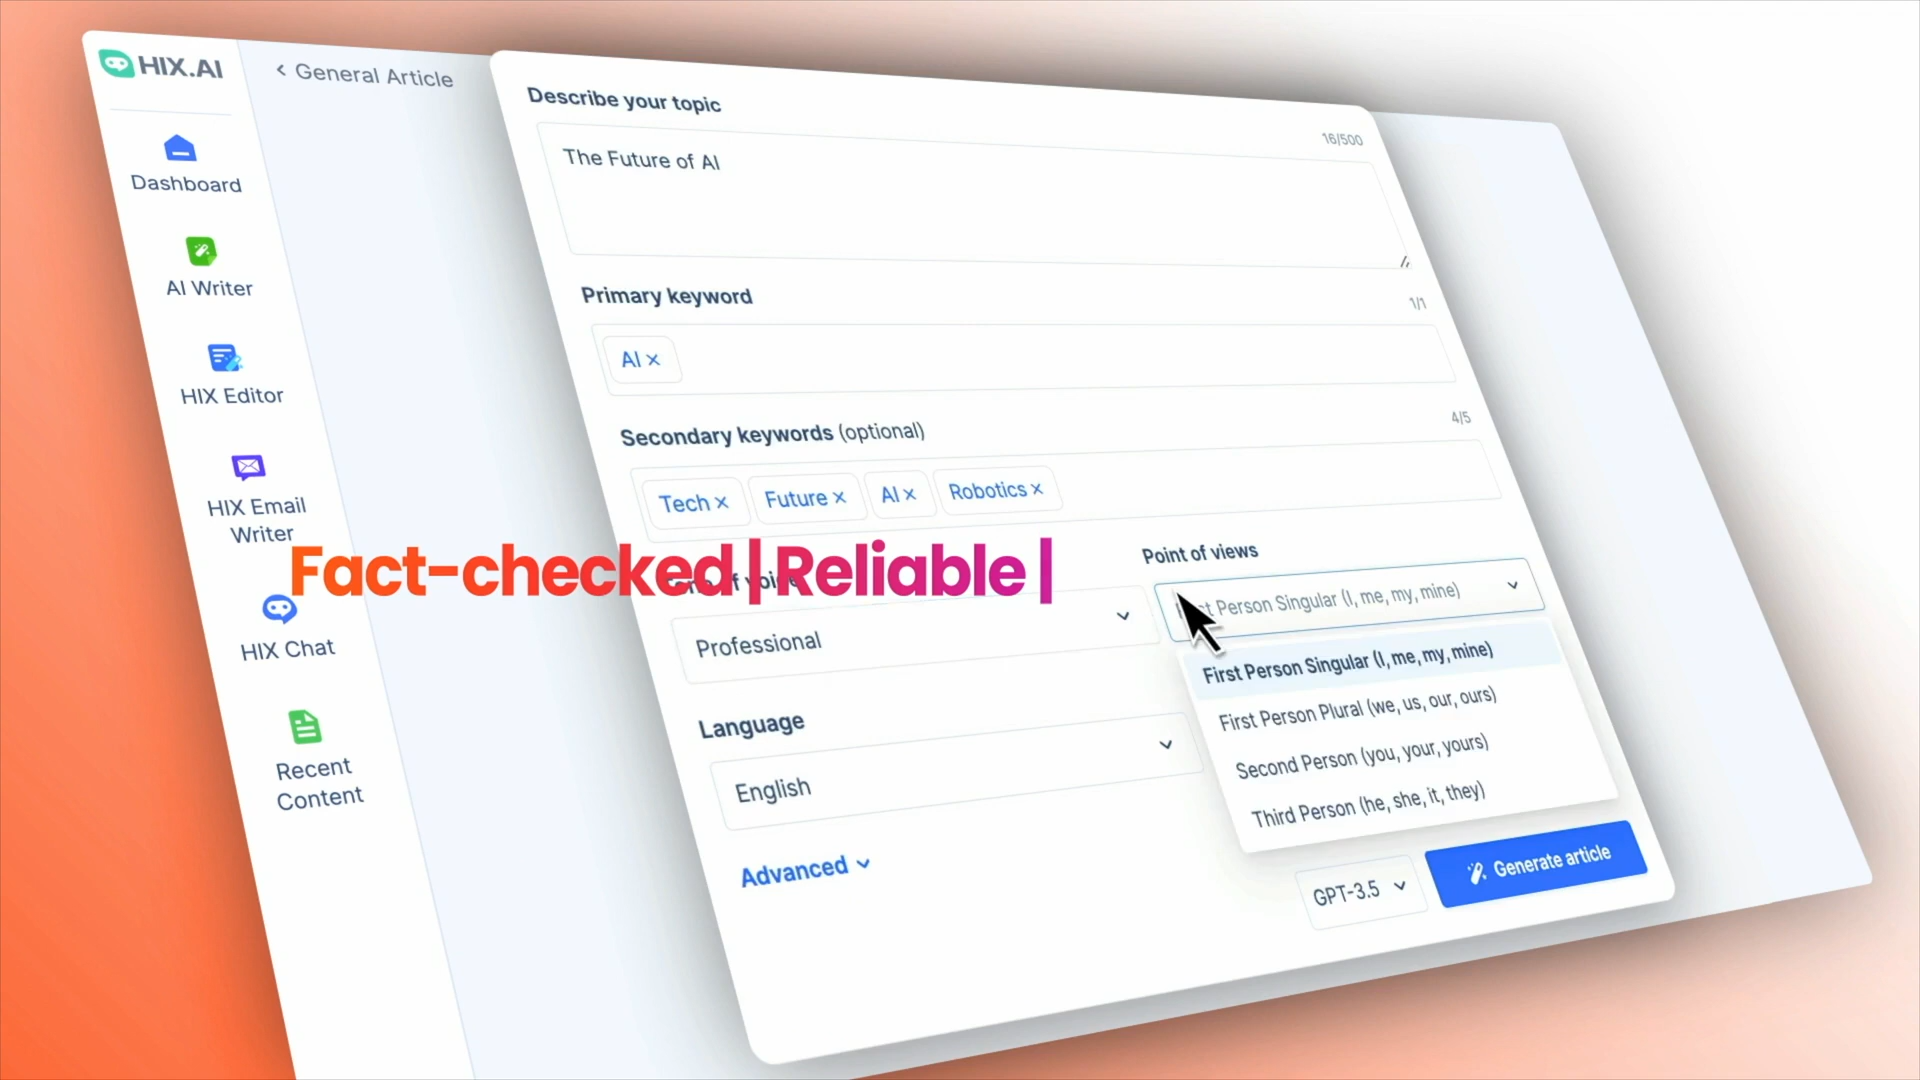 HIX.AI
< General Article
Dashboard
AI Writer
HIX Editor
HIX Email
Writer
HIX Chat
Recent
Content
Describe your topic
16/500
The Future of AI
Primary keyword
1/1
AI ×
Secondary keywords (optional)
4/5
Tech × Future × AI × Robotics ×
Fact-checked | Reliable |
Professional
Point of views
Person Singular (I, me, my, mine)
First Person Singular (I, me, my, mine)
First Person Plural (we, us, our, ours)
Second Person (you, your, yours)
Third Person (he, she, it, they)
Language
English
Advanced
GPT-3.5
Generate article